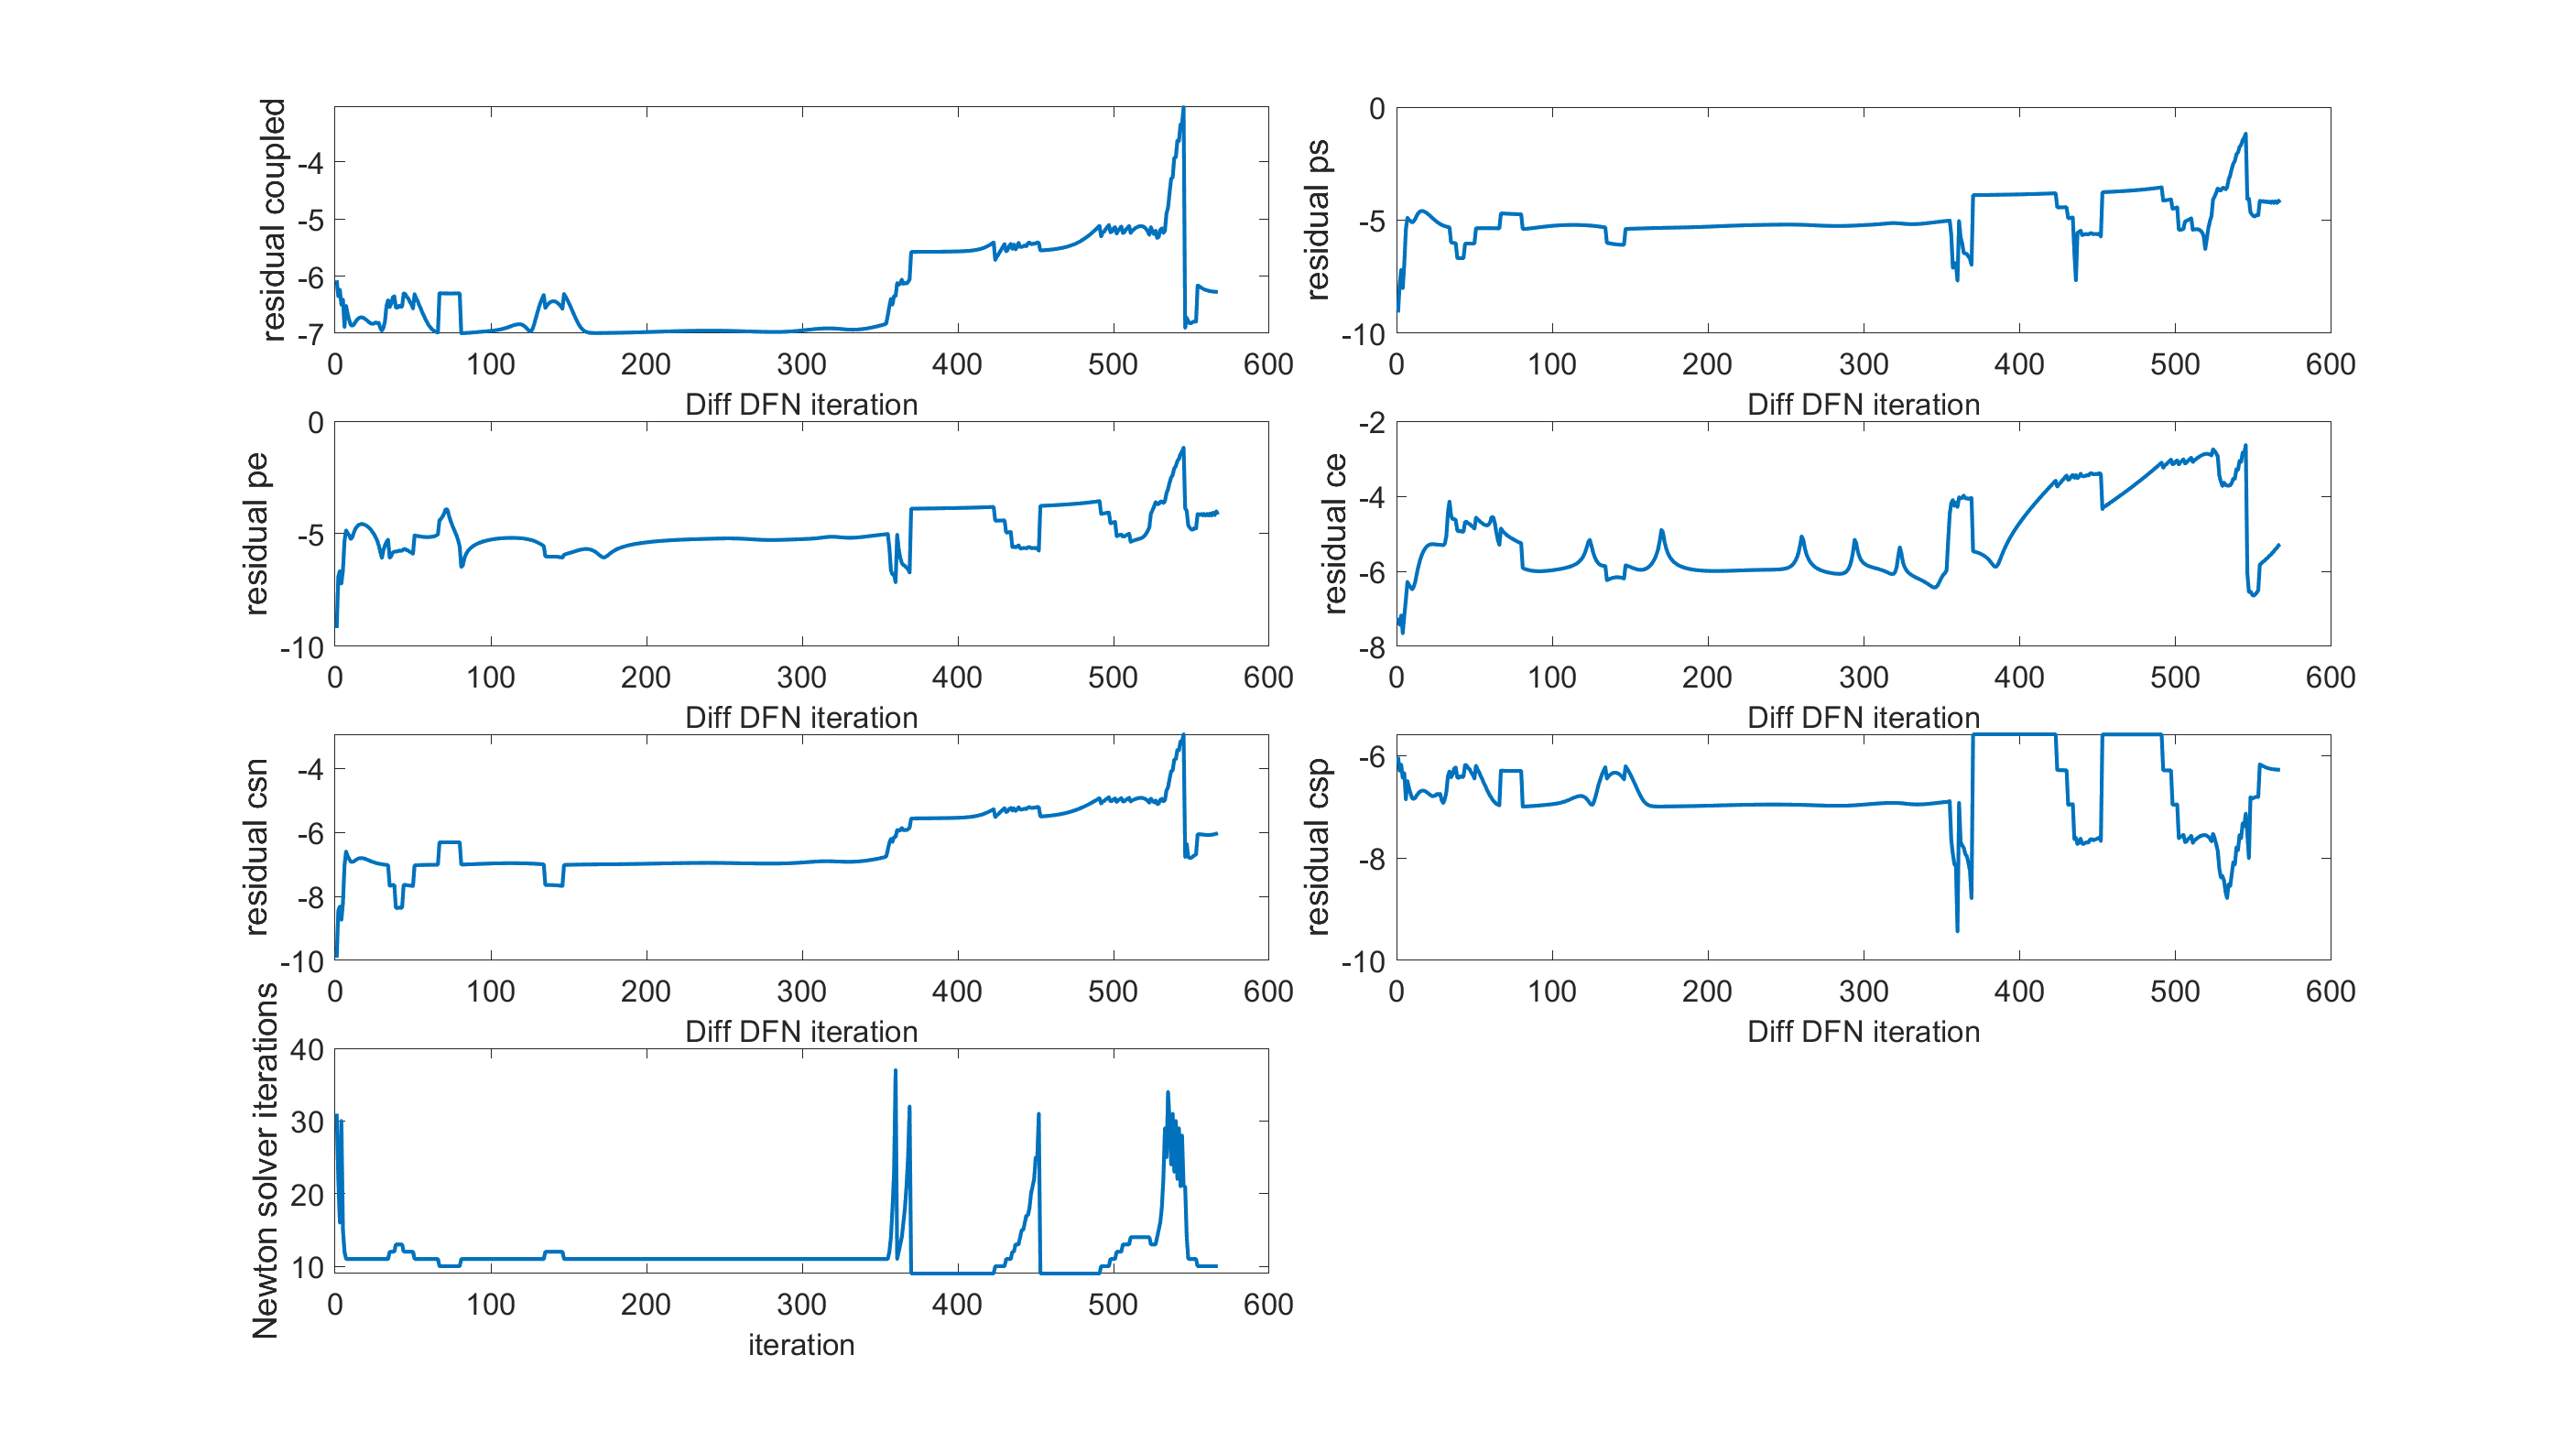 residual coupled
-4
-5
-6
-7
0 100 200 300 400 500 600
Diff DFN iteration
residual ps
0
-5
-10
0 100 200 300 400 500 600
Diff DFN iteration
residual pe
0
-5
-10
0 100 200 300 400 500 600
Diff DFN iteration
residual ce
-2
-4
-6
-8
0 100 200 300 400 500 600
Diff DFN iteration
residual csn
-4
-6
-8
-10
0 100 200 300 400 500 600
Diff DFN iteration
residual csp
-6
-8
-10
0 100 200 300 400 500 600
Diff DFN iteration
Newton solver iterations
40
30
20
10
0 100 200 300 400 500 600
iteration